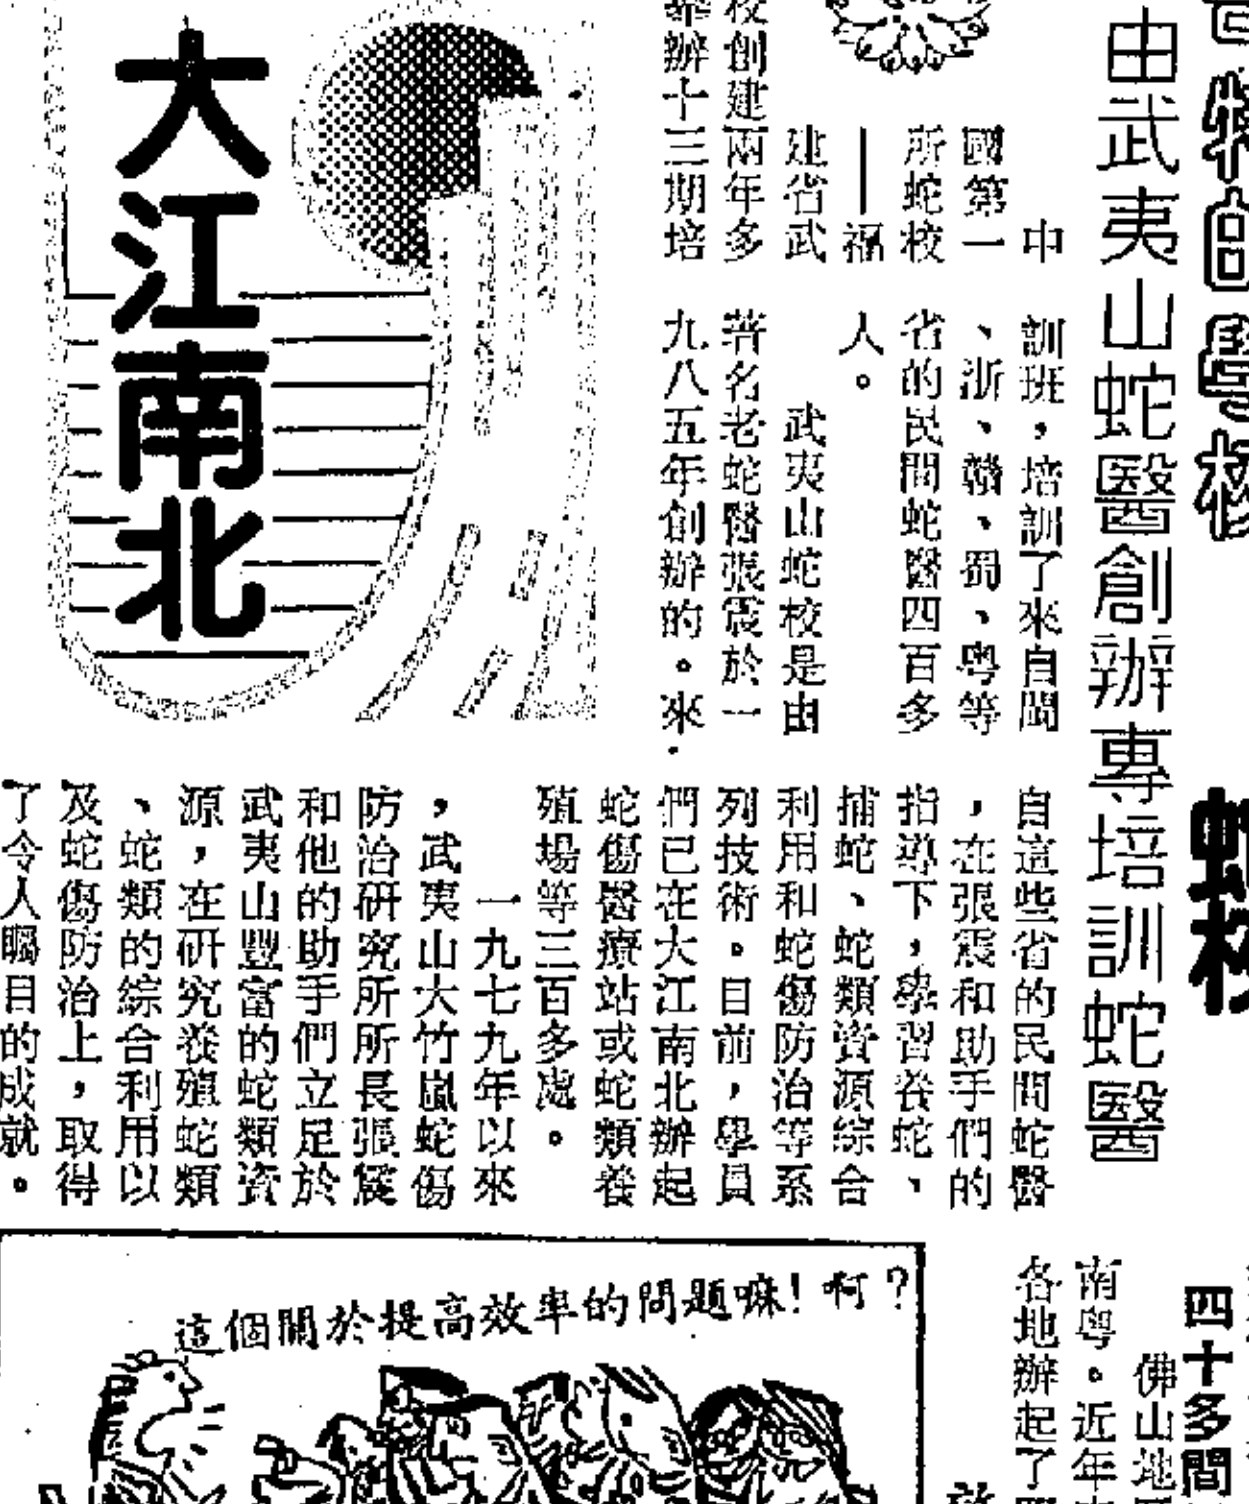 由武夷山蛇醫創辦專培訓蛇醫
中
國第一
所蛇校
——福
建省武
校創建兩年多
舉辦十三期培
訓班，培訓了來自閩
、浙、贛、蜀、粵等
省的民間蛇醫四百多
人。
武夷山蛇校是由
著名老蛇醫張震於一
九八五年創辦的。來
自這些省的民間蛇醫
，在張震和助手們的
指導下，學習養蛇、
捕蛇、蛇類資源綜合
利用和蛇傷防治等系
列技術。目前，學員
們已在大江南北辦起
蛇傷醫療站或蛇類養
殖場等三百多處。
一九七九年以來
，武夷山大竹嵐蛇傷
防治研究所所長張震
和他的助手們立足於
武夷山豐富的蛇類資
源，在研究養殖蛇類
、蛇類的綜合利用以
及蛇傷防治上，取得
了令人矚目的成就。
大江南北
四十多間
佛山地
南粵。近年
各地辦起了
這個關於提高效率的問題嘛！啊？